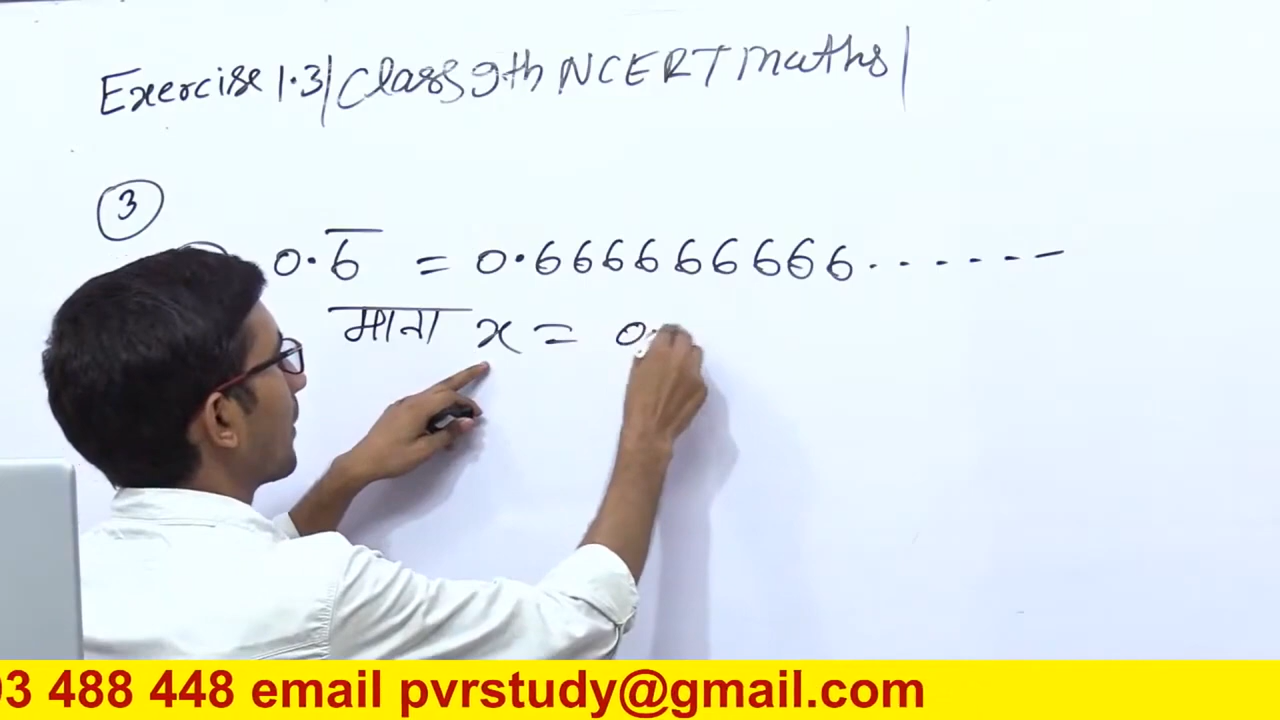 Exercise 1.3|Class 9th NCERT Maths|
3
0.6̅ = 0.666666666.......
माना x = 0.
03 488 448 email pvrstudy@gmail.com